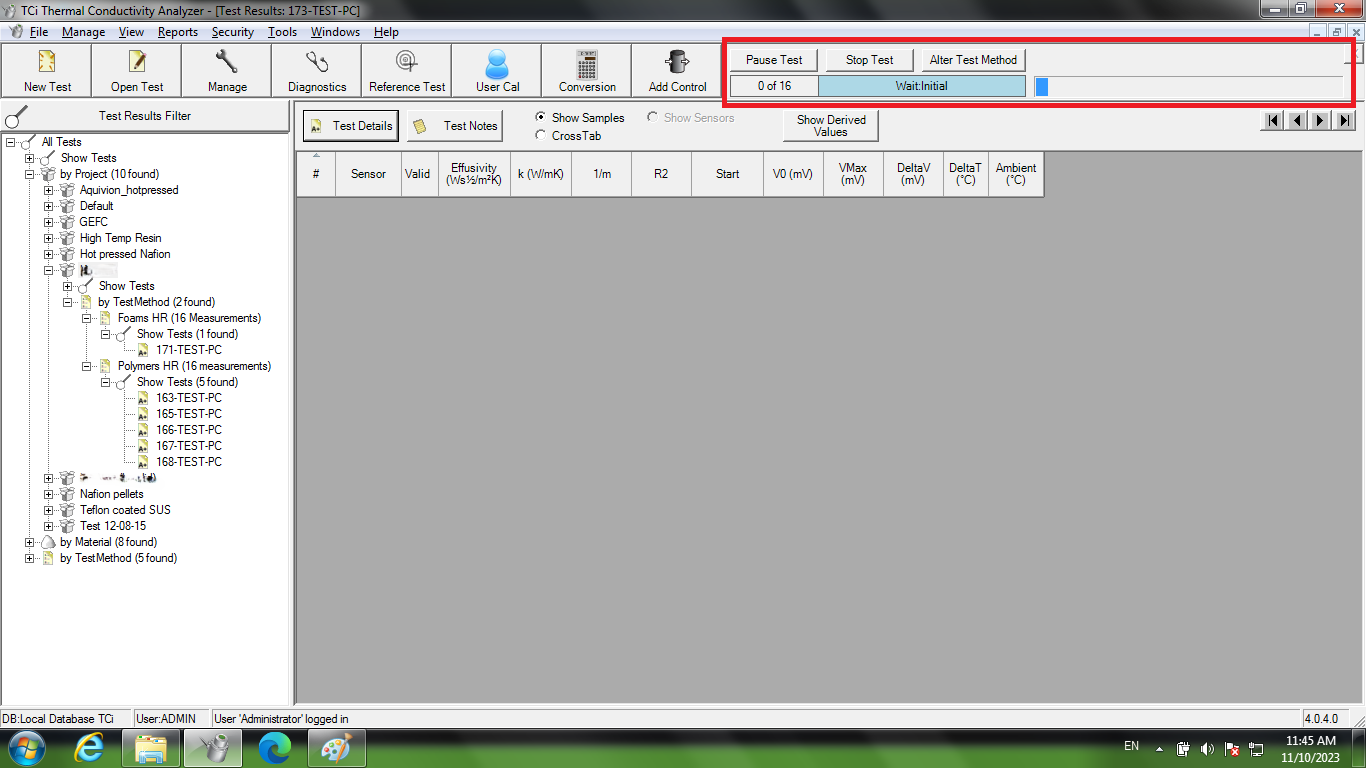 TCi Thermal Conductivity Analyzer - [Test Results: 173-TEST-PC]
File Manage View Reports Security Tools Windows Help
New Test Open Test Manage Diagnostics Reference Test User Cal Conversion Add Control
Pause Test Stop Test Alter Test Method
0 of 16 Wait:Initial
Test Results Filter
All Tests
Show Tests
by Project (10 found)
Aquivion_hotpressed
Default
GEFC
High Temp Resin
Hot pressed Nafion
Show Tests
by TestMethod (2 found)
Foams HR (16 Measurements)
Show Tests (1 found)
171-TEST-PC
Polymers HR (16 measurements)
Show Tests (5 found)
163-TEST-PC
165-TEST-PC
166-TEST-PC
167-TEST-PC
168-TEST-PC
Nafion pellets
Teflon coated SUS
Test 12-08-15
by Material (8 found)
by TestMethod (5 found)
Test Details Test Notes
Show Samples Show Sensors
CrossTab
Show Derived
Values
# Sensor Valid Effusivity (Ws½/m²K) k (W/mK) 1/m R2 Start V0 (mV) VMax (mV) DeltaV (mV) DeltaT (°C) Ambient (°C)
DB:Local Database TCi User:ADMIN User 'Administrator' logged in 4.0.4.0
EN 11:45 AM
11/10/2023